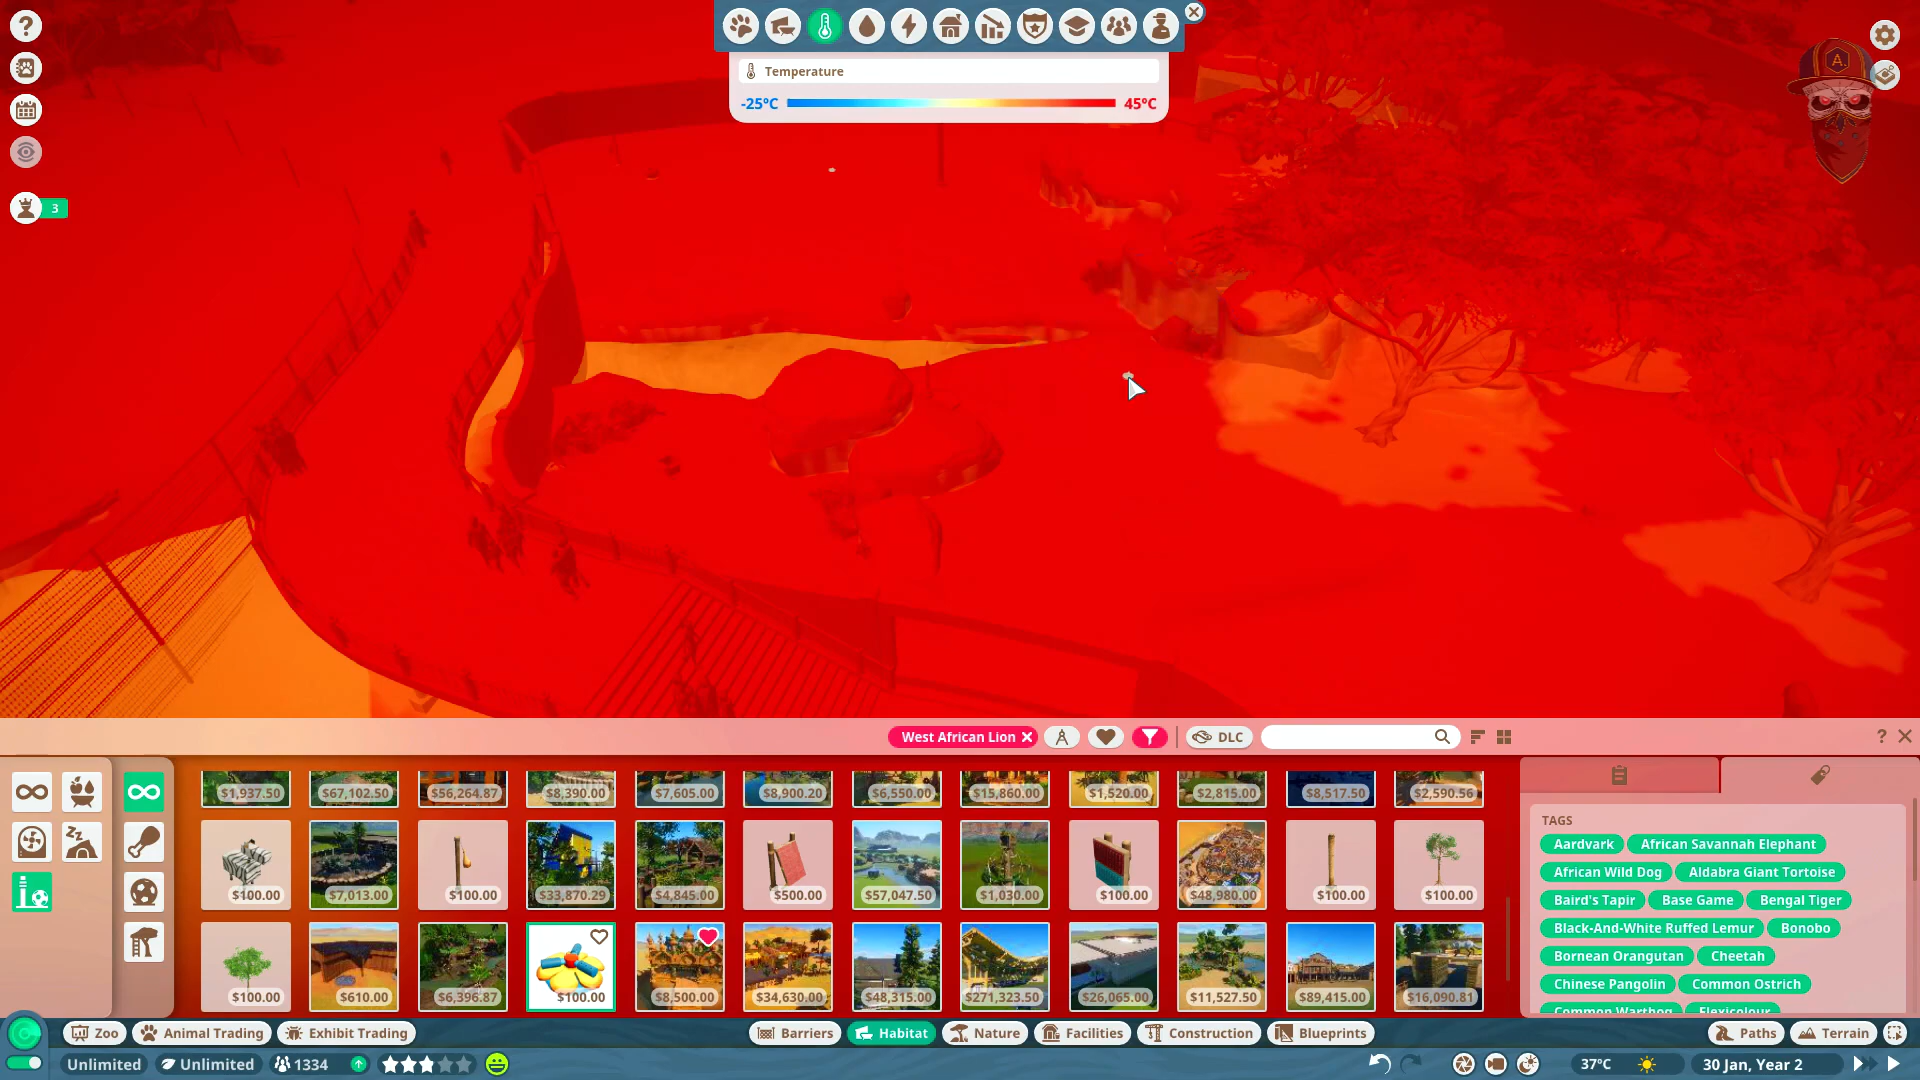 ?
Temperature
-25°C 45°C
A.
3
West African Lion ×
DLC
?
$1,937.50 $67,102.50 $56,264.87 $8,390.00 $7,605.00 $8,900.20 $6,550.00 $15,860.00 $1,520.00 $2,815.00 $8,517.50 $2,590.56
$100.00 $7,013.00 $100.00 $33,870.29 $4,845.00 $500.00 $57,047.50 $1,030.00 $100.00 $48,980.00 $100.00 $100.00
$100.00 $610.00 $6,396.87 $100.00 $8,500.00 $34,630.00 $48,315.00 $271,323.50 $26,065.00 $11,527.50 $89,415.00 $16,090.81
TAGS
Aardvark African Savannah Elephant
African Wild Dog Aldabra Giant Tortoise
Baird's Tapir Base Game Bengal Tiger
Black-And-White Ruffed Lemur Bonobo
Bornean Orangutan Cheetah
Chinese Pangolin Common Ostrich
Common Warthog Flexicolour
Zoo Animal Trading Exhibit Trading Barriers Habitat Nature Facilities Construction Blueprints Paths Terrain
Unlimited Unlimited 1334 37°C 30 Jan, Year 2